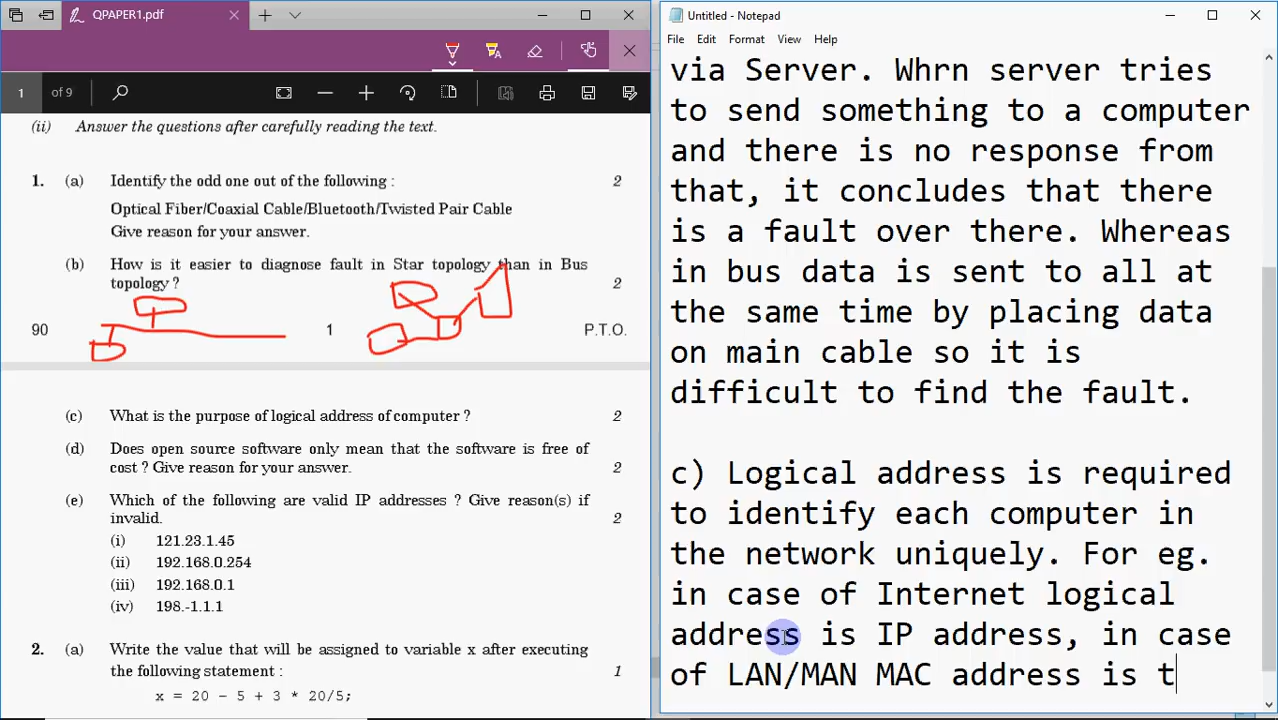 QPAPER1.pdf
1 of 9
(ii) Answer the questions after carefully reading the text.
1. (a) Identify the odd one out of the following : 2
Optical Fiber/Coaxial Cable/Bluetooth/Twisted Pair Cable
Give reason for your answer.
(b) How is it easier to diagnose fault in Star topology than in Bus
topology ? 2
90 1 P.T.O.
(c) What is the purpose of logical address of computer ? 2
(d) Does open source software only mean that the software is free of
cost ? Give reason for your answer. 2
(e) Which of the following are valid IP addresses ? Give reason(s) if
invalid. 2
(i) 121.23.1.45
(ii) 192.168.0.254
(iii) 192.168.0.1
(iv) 198.-1.1.1
2. (a) Write the value that will be assigned to variable x after executing
the following statement : 1
x = 20 – 5 + 3 * 20/5;
Untitled - Notepad
File Edit Format View Help
via Server. Whrn server tries
to send something to a computer
and there is no response from
that, it concludes that there
is a fault over there. Whereas
in bus data is sent to all at
the same time by placing data
on main cable so it is
difficult to find the fault.
c) Logical address is required
to identify each computer in
the network uniquely. For eg.
in case of Internet logical
address is IP address, in case
of LAN/MAN MAC address is t